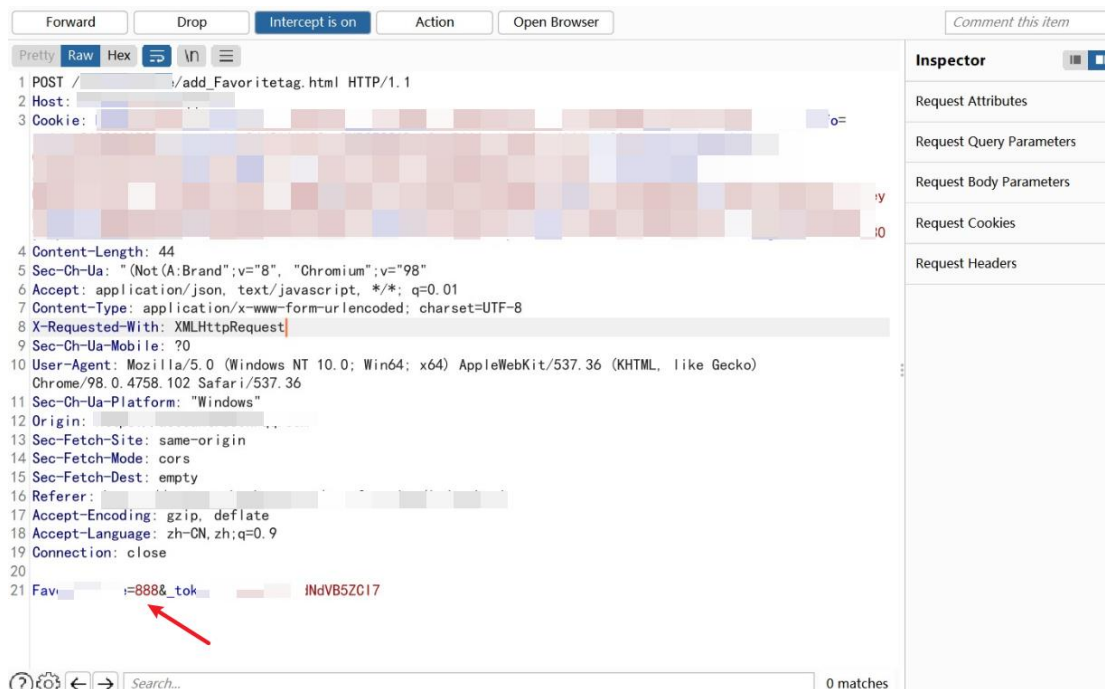 Forward Drop Intercept is on Action Open Browser Comment this item
Pretty Raw Hex \n
Inspector
1 POST / /add_Favoritetag.html HTTP/1.1
2 Host:
3 Cookie: o=
ey
30
4 Content-Length: 44
5 Sec-Ch-Ua: "(Not(A:Brand";v="8", "Chromium";v="98"
6 Accept: application/json, text/javascript, */*; q=0.01
7 Content-Type: application/x-www-form-urlencoded; charset=UTF-8
8 X-Requested-With: XMLHttpRequest
9 Sec-Ch-Ua-Mobile: ?0
10 User-Agent: Mozilla/5.0 (Windows NT 10.0; Win64; x64) AppleWebKit/537.36 (KHTML, like Gecko)
Chrome/98.0.4758.102 Safari/537.36
11 Sec-Ch-Ua-Platform: "Windows"
12 Origin:
13 Sec-Fetch-Site: same-origin
14 Sec-Fetch-Mode: cors
15 Sec-Fetch-Dest: empty
16 Referer:
17 Accept-Encoding: gzip, deflate
18 Accept-Language: zh-CN,zh;q=0.9
19 Connection: close
20
21 Fav =888&_tok NdVB5ZCl7
Request Attributes
Request Query Parameters
Request Body Parameters
Request Cookies
Request Headers
Search... 0 matches